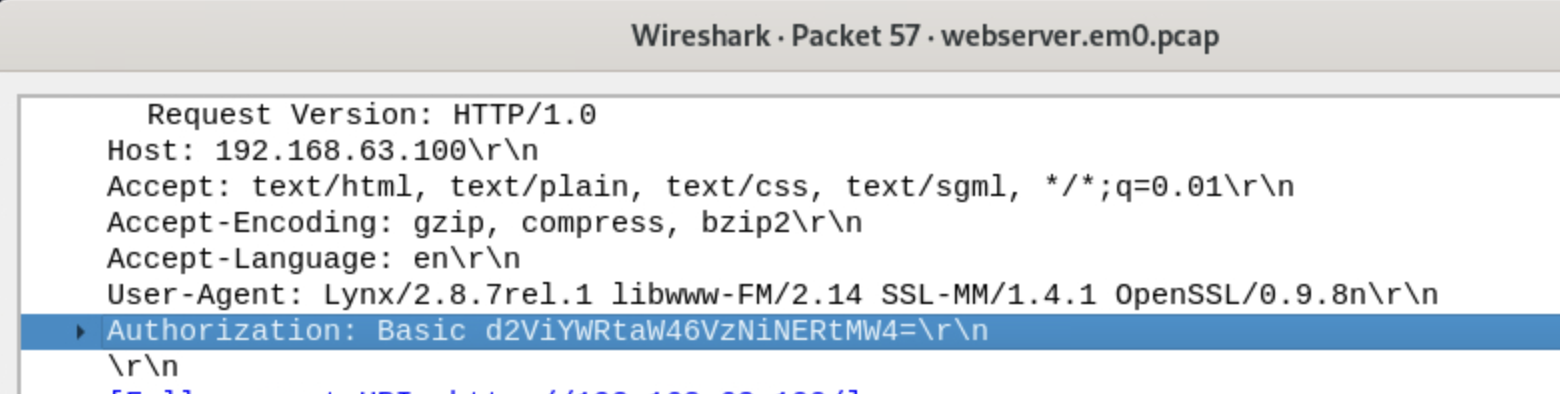 Wireshark · Packet 57 · webserver.em0.pcap
Request Version: HTTP/1.0
Host: 192.168.63.100\r\n
Accept: text/html, text/plain, text/css, text/sgml, */*;q=0.01\r\n
Accept-Encoding: gzip, compress, bzip2\r\n
Accept-Language: en\r\n
User-Agent: Lynx/2.8.7rel.1 libwww-FM/2.14 SSL-MM/1.4.1 OpenSSL/0.9.8n\r\n
Authorization: Basic d2ViYWRtaW46VzNiNERtMW4=\r\n
\r\n